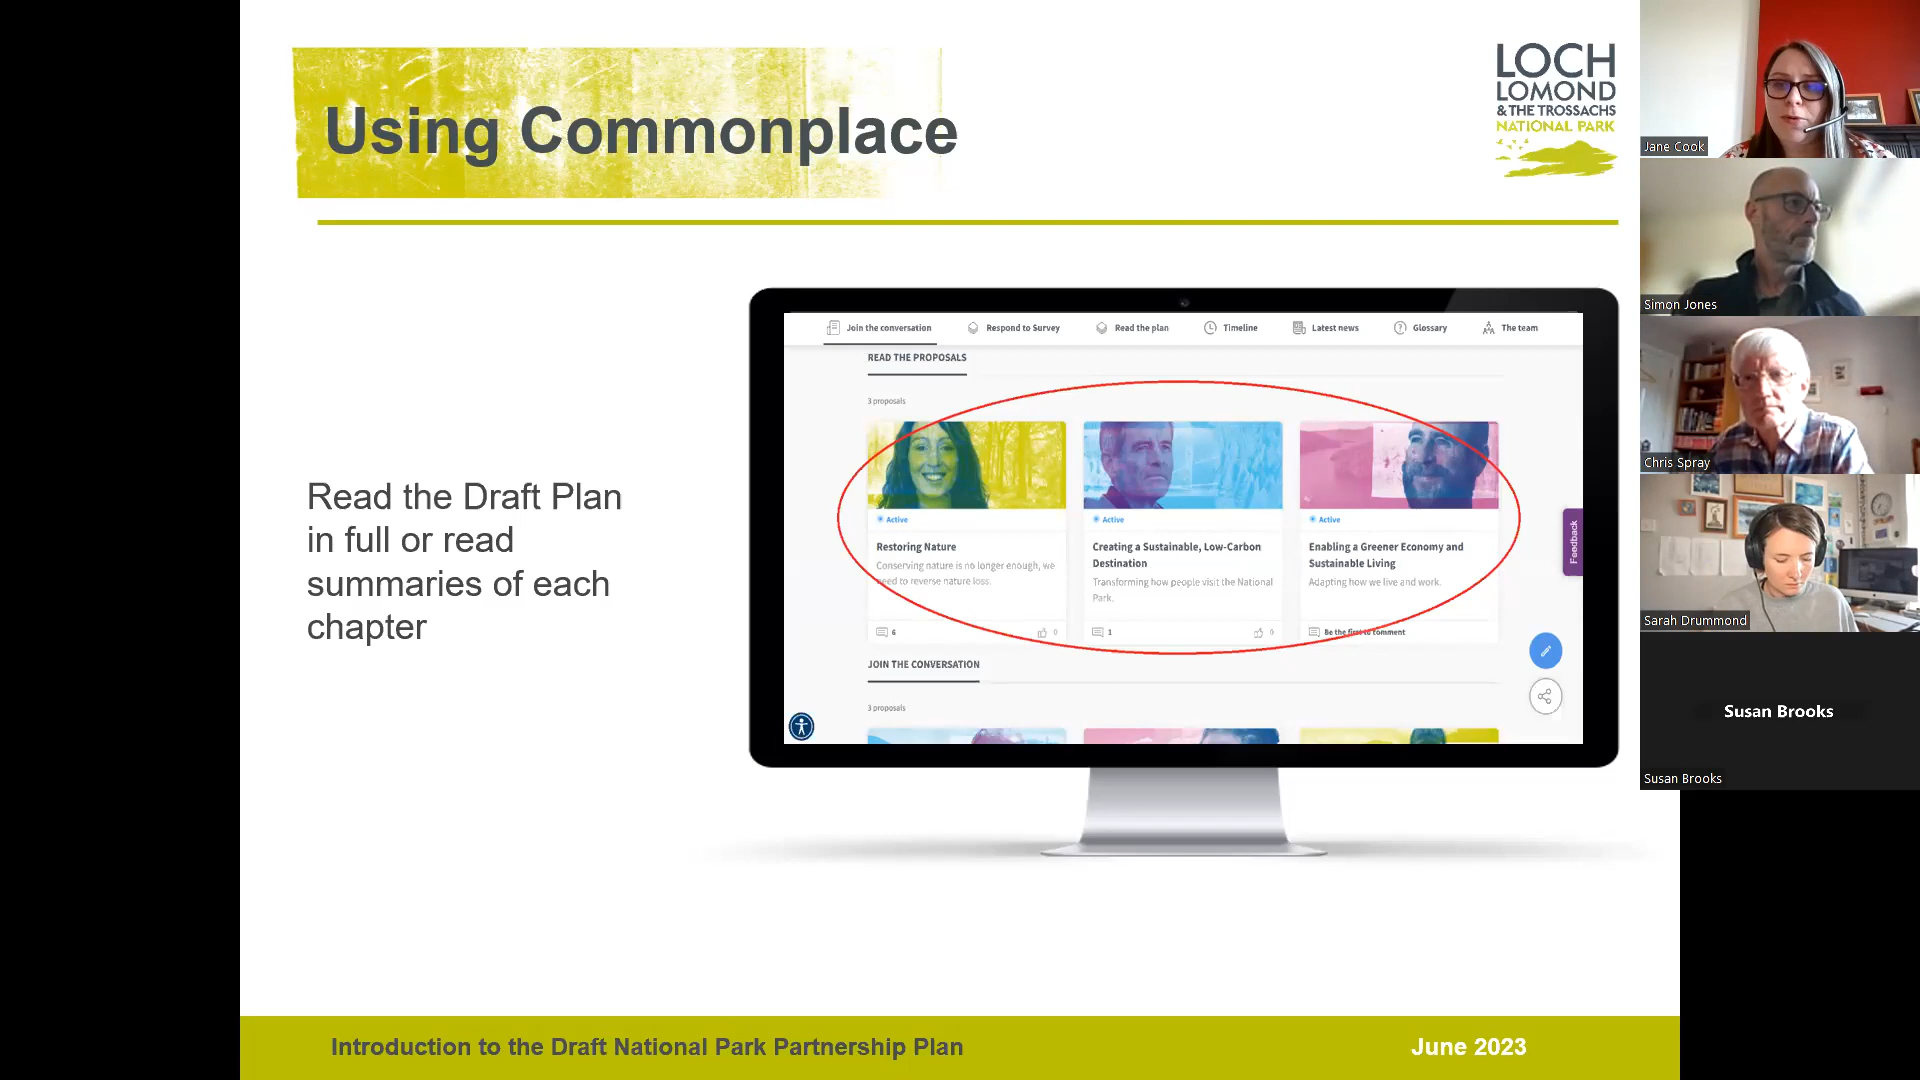 Using Commonplace
LOCH
LOMOND
& THE TROSSACHS
NATIONAL PARK
Read the Draft Plan
in full or read
summaries of each
chapter
Join the conversation
Respond to Survey
Read the plan
Timeline
Latest news
Glossary
The team
READ THE PROPOSALS
3 proposals
Active
Restoring Nature
Conserving nature is no longer enough, we
need to reverse nature loss.
6
0
Active
Creating a Sustainable, Low-Carbon
Destination
Transforming how people visit the National
Park.
1
0
Active
Enabling a Greener Economy and
Sustainable Living
Adapting how we live and work.
Be the first to comment
Feedback
JOIN THE CONVERSATION
3 proposals
Introduction to the Draft National Park Partnership Plan
June 2023
Jane Cook
Simon Jones
Chris Spray
Sarah Drummond
Susan Brooks
Susan Brooks